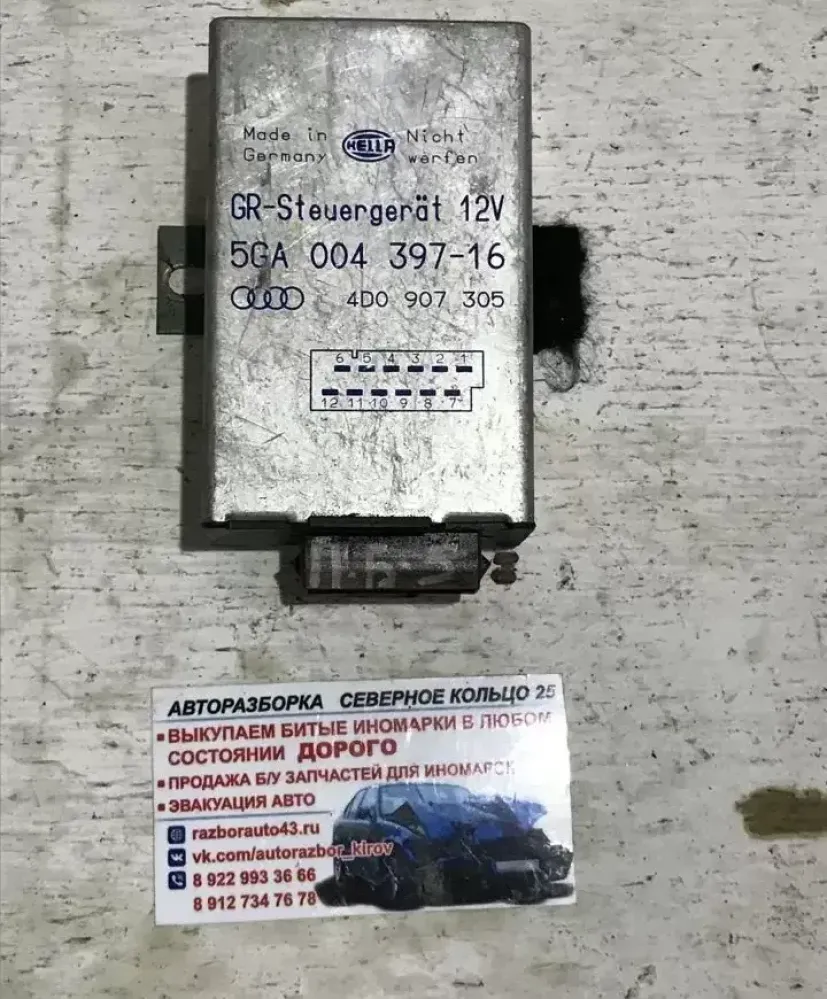 Made in Germany
HELLA
Nicht werfen
GR-Steuergerät 12V
5GA 004 397-16
4D0 907 305
6 5 4 3 2 1
12 11 10 9 8 7
АВТОРАЗБОРКА СЕВЕРНОЕ КОЛЬЦО 25
▪ВЫКУПАЕМ БИТЫЕ ИНОМАРКИ В ЛЮБОМ
СОСТОЯНИИ ДОРОГО
▪ПРОДАЖА Б/У ЗАПЧАСТЕЙ ДЛЯ ИНОМАРОК
▪ЭВАКУАЦИЯ АВТО
razborauto43.ru
vk.com/autorazbor_kirov
8 922 993 36 66
8 912 734 76 78